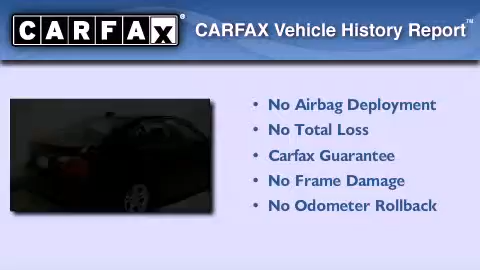 CARFAX® CARFAX Vehicle History Report™
• No Airbag Deployment
• No Total Loss
• Carfax Guarantee
• No Frame Damage
• No Odometer Rollback